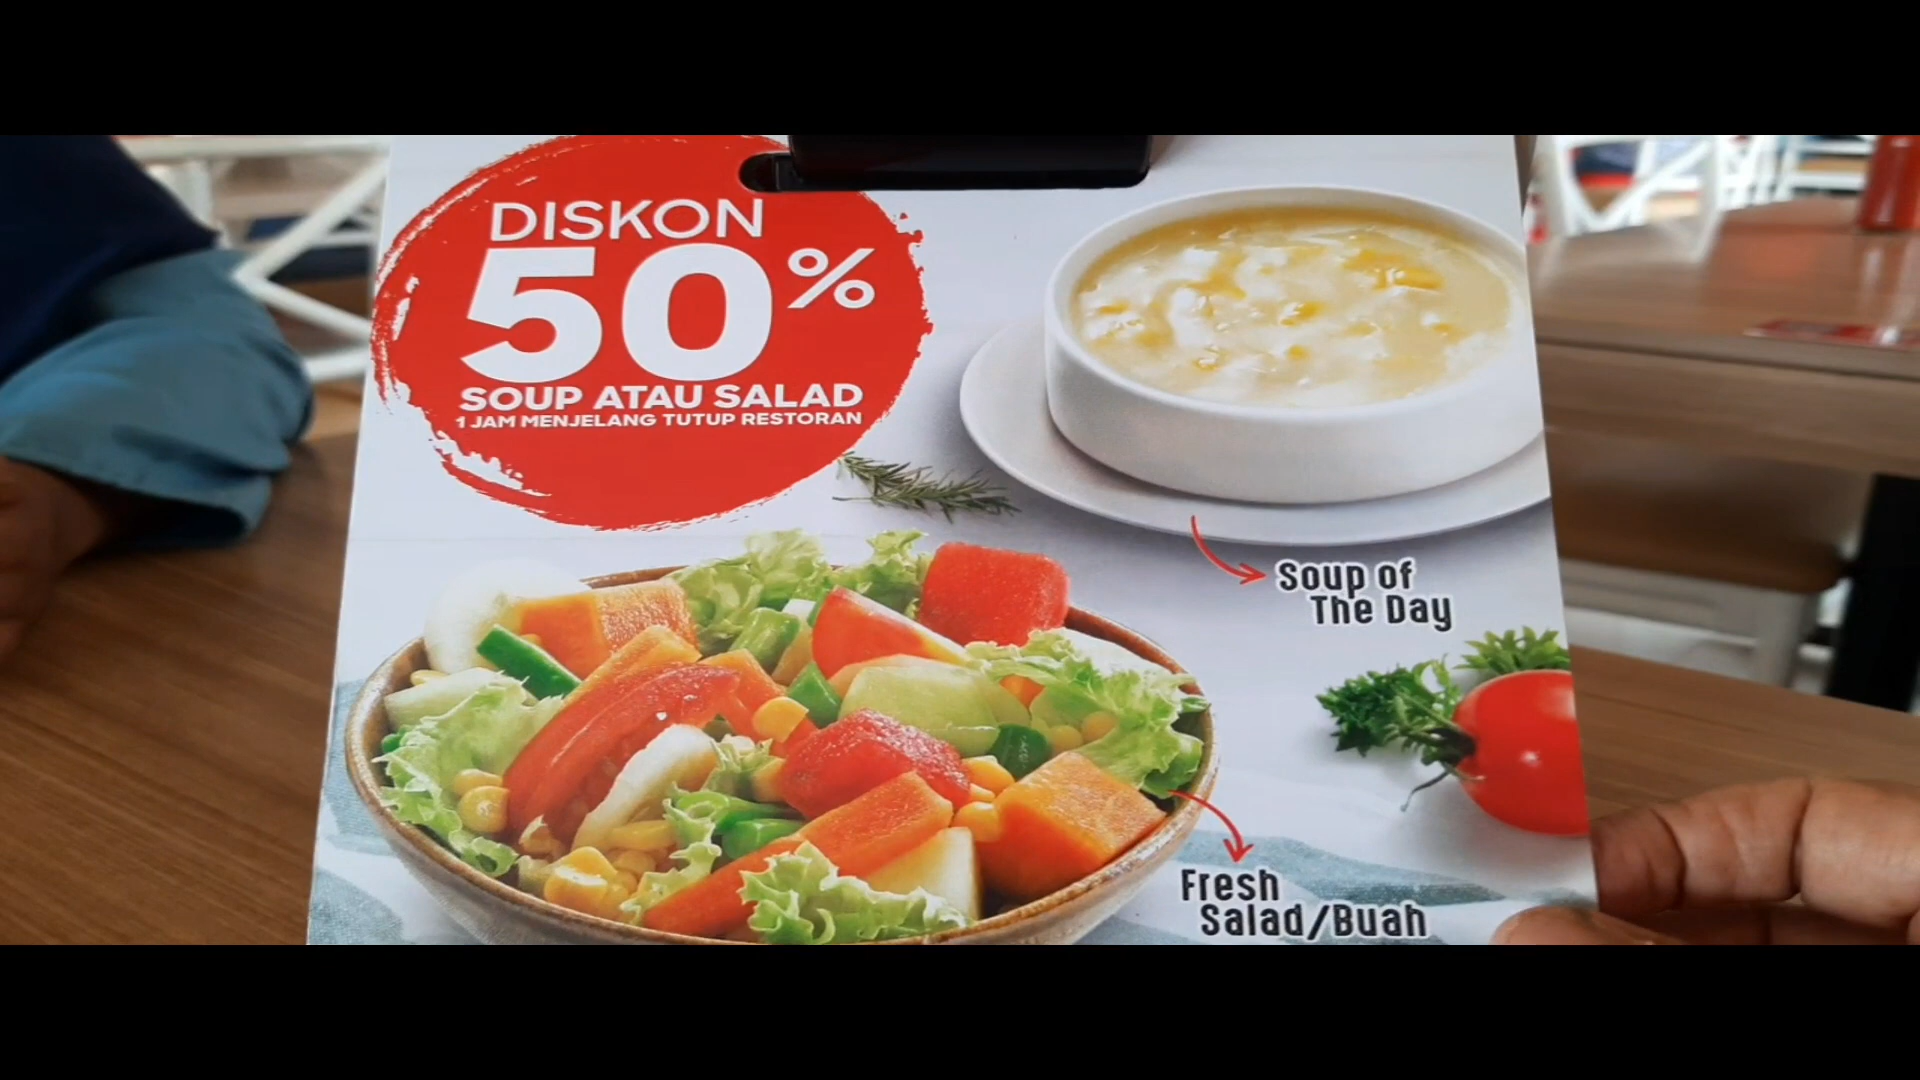 DISKON
50%
SOUP ATAU SALAD
1 JAM MENJELANG TUTUP RESTORAN
Soup of
The Day
Fresh
Salad/Buah